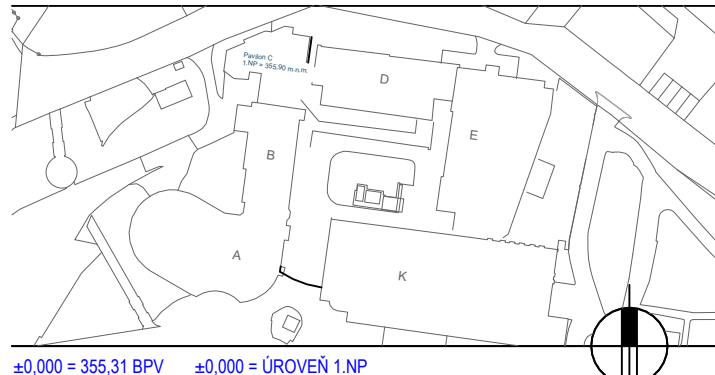 Pavilon C
1.NP = 355,90 m n.m.
D
E
B
A
K
±0,000 = 355,31 BPV ±0,000 = ÚROVEŇ 1.NP